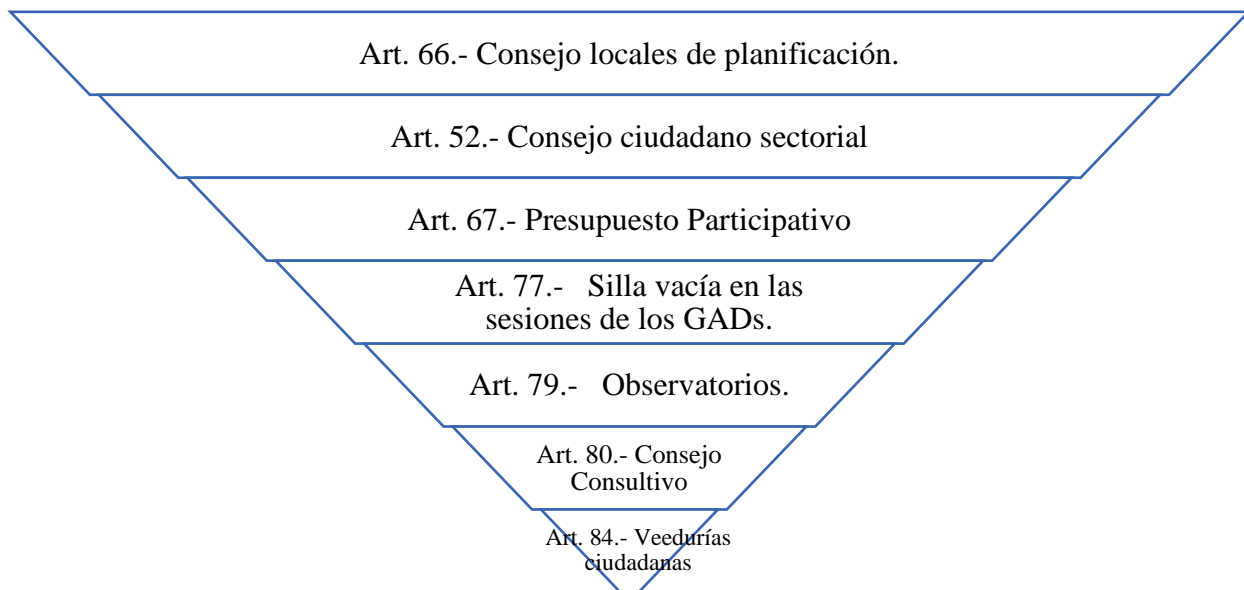 Art. 66.- Consejo locales de planificación.
Art. 52.- Consejo ciudadano sectorial
Art. 67.- Presupuesto Participativo
Art. 77.-   Silla vacía en las
sesiones de los GADs.
Art. 79.-   Observatorios.
Art. 80.- Consejo
Consultivo
Art. 84.- Veedurías
ciudadanas